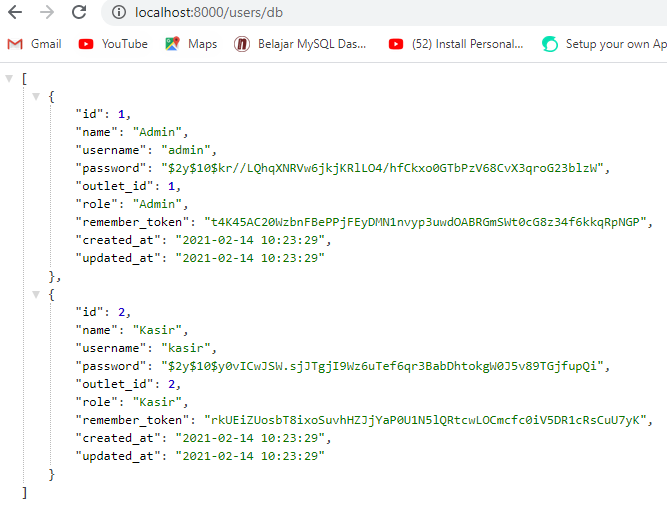 localhost:8000/users/db
Gmail YouTube Maps Belajar MySQL Das... (52) Install Personal... Setup your own Ap
[
{
"id": 1,
"name": "Admin",
"username": "admin",
"password": "$2y$10$kr//LQhqXNRVw6jkjKRlLO4/hfCkxo0GTbPzV68CvX3qroG23blzW",
"outlet_id": 1,
"role": "Admin",
"remember_token": "t4K45AC20WzbnFBePPjFEyDMN1nvyp3uwdOABRGmSWt0cG8z34f6kkqRpNGP",
"created_at": "2021-02-14 10:23:29",
"updated_at": "2021-02-14 10:23:29"
},
{
"id": 2,
"name": "Kasir",
"username": "kasir",
"password": "$2y$10$y0vICwJSW.sjJTgjI9Wz6uTef6qr3BabDhtokgW0J5v89TGjfupQi",
"outlet_id": 2,
"role": "Kasir",
"remember_token": "rkUEiZUosbT8ixoSuvhHZJjYaP0U1N5lQRtcwLOCmcfc0iV5DR1cRsCuU7yK",
"created_at": "2021-02-14 10:23:29",
"updated_at": "2021-02-14 10:23:29"
}
]